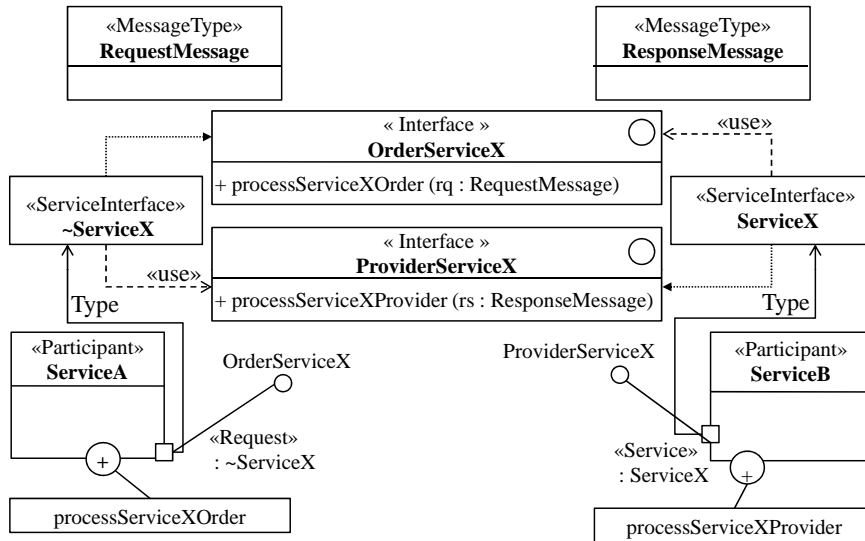 «MessageType»
RequestMessage
«MessageType»
ResponseMessage
« Interface »
OrderServiceX
+ processServiceXOrder (rq : RequestMessage)
«use»
«ServiceInterface»
~ServiceX
«ServiceInterface»
ServiceX
« Interface »
ProviderServiceX
+ processServiceXProvider (rs : ResponseMessage)
«use»
Type
Type
«Participant»
ServiceA
OrderServiceX
ProviderServiceX
«Participant»
ServiceB
«Request»
: ~ServiceX
«Service»
: ServiceX
+
+
processServiceXOrder
processServiceXProvider